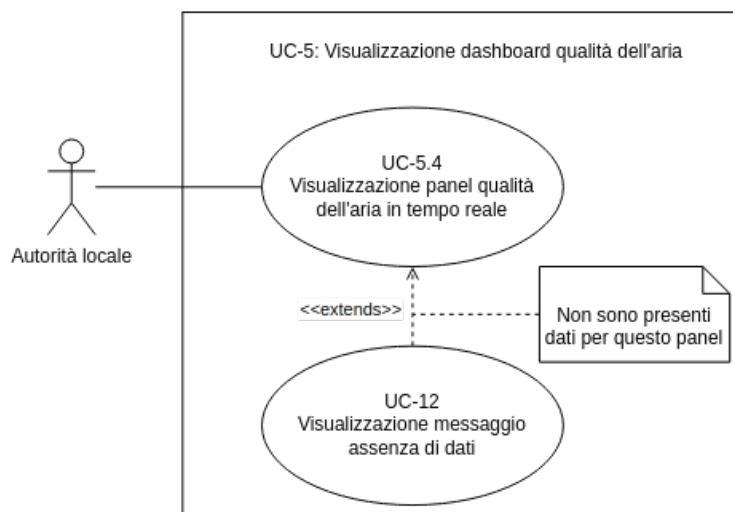 UC-5: Visualizzazione dashboard qualità dell'aria
UC-5.4
Visualizzazione panel qualità
dell'aria in tempo reale
Autorità locale
<<extends>>
Non sono presenti
dati per questo panel
UC-12
Visualizzazione messaggio
assenza di dati